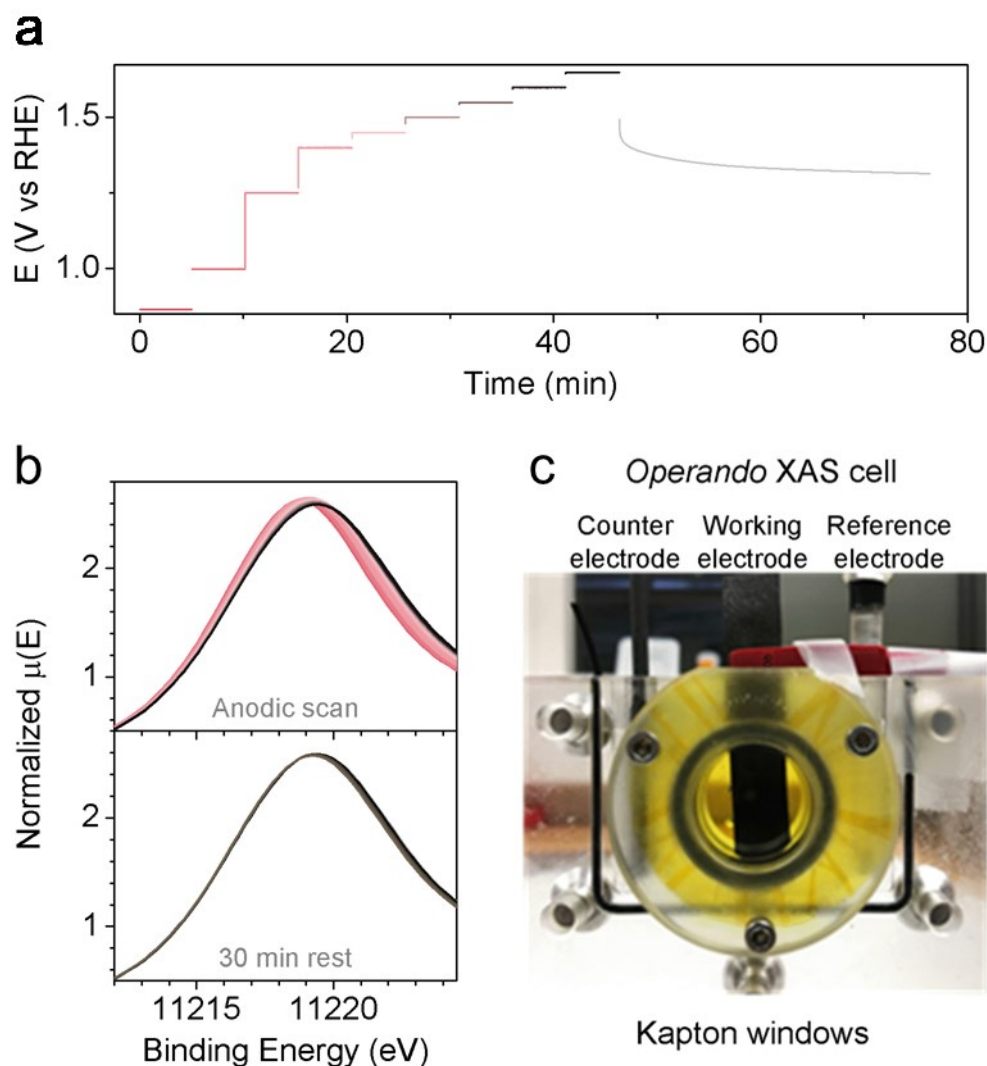 a
E (V vs RHE)
1.5
1.0
0
20
40
60
80
Time (min)
b
Normalized μ(E)
2
1
Anodic scan
2
1
30 min rest
11215
11220
Binding Energy (eV)
c
Operando XAS cell
Counter electrode
Working electrode
Reference electrode
Kapton windows